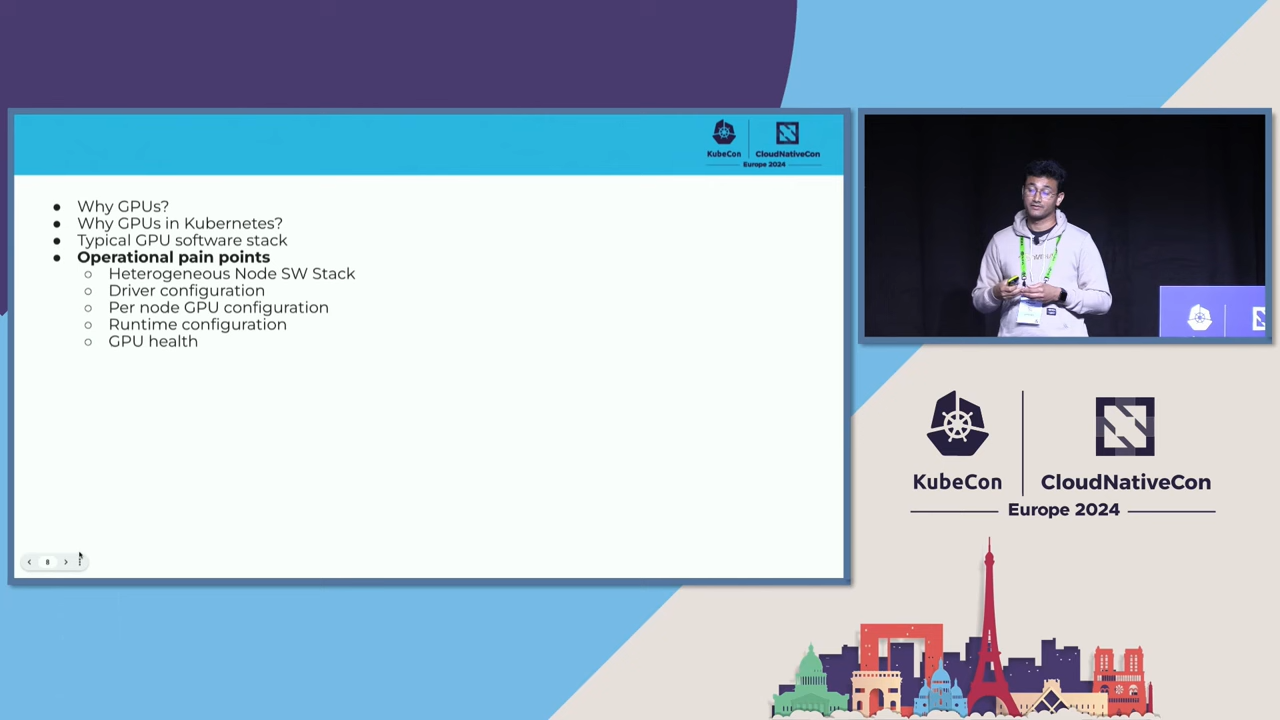 KubeCon
CloudNativeCon
Europe 2024
Why GPUs?
Why GPUs in Kubernetes?
Typical GPU software stack
Operational pain points
Heterogeneous Node SW Stack
Driver configuration
Per node GPU configuration
Runtime configuration
GPU health
8
KubeCon
CloudNativeCon
Europe 2024